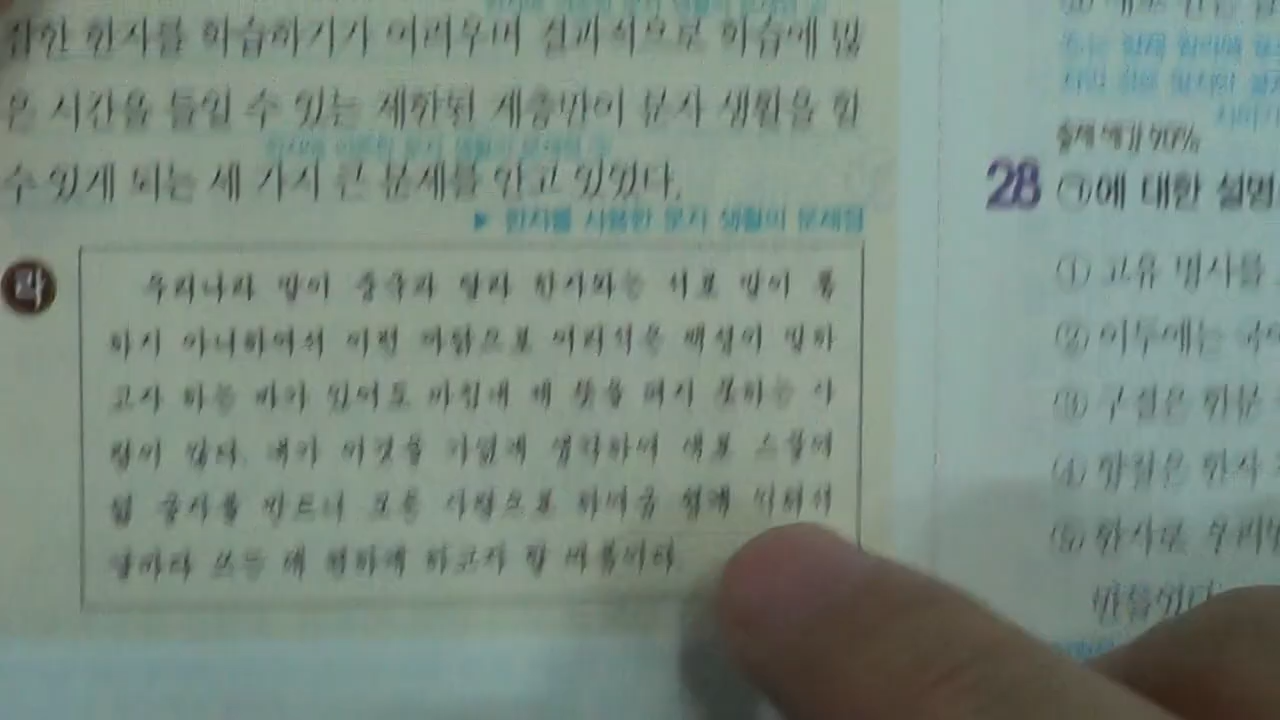 잡한 한자를 학습하기가 어려우며 결과적으로 학습에 많
은 시간을 들일 수 있는 제한된 계층만이 문자 생활을 할
수 있게 되는 세 가지 큰 문제를 안고 있었다.
▶ 한자를 사용한 문자 생활의 문제점
우리나라 말이 중국과 달라 한자와는 서로 말이 통
하지 아니하여서 이런 까닭으로 어리석은 백성이 말하
고자 하는 바가 있어도 마침내 제 뜻을 펴지 못하는 사
람이 많다. 내가 이것을 가엾게 생각하여 새로 스물여
덟 글자를 만드니 모든 사람으로 하여금 쉽게 익혀서
날마다 쓰는 데 편하게 하고자 할 따름이다.
출제 예감 90%
28 ㉠에 대한 설명
① 고유 명사를
② 이두에는
③ 구결은 한문
④ 향찰은 한자
⑤ 한자로 우리말
만들었다